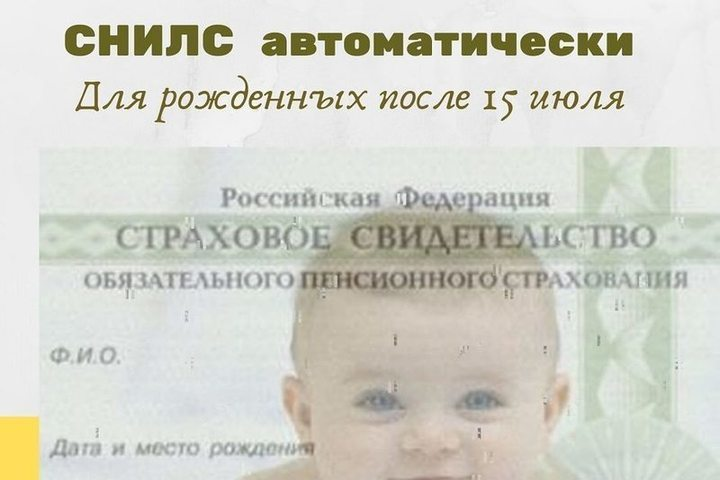 СНИЛС автоматически
Для рожденных после 15 июля
Российская Федерация
СТРАХОВОЕ СВИДЕТЕЛЬСТВО
ОБЯЗАТЕЛЬНОГО ПЕНСИОННОГО СТРАХОВАНИЯ
Ф.И.О.
Дата и место рождения